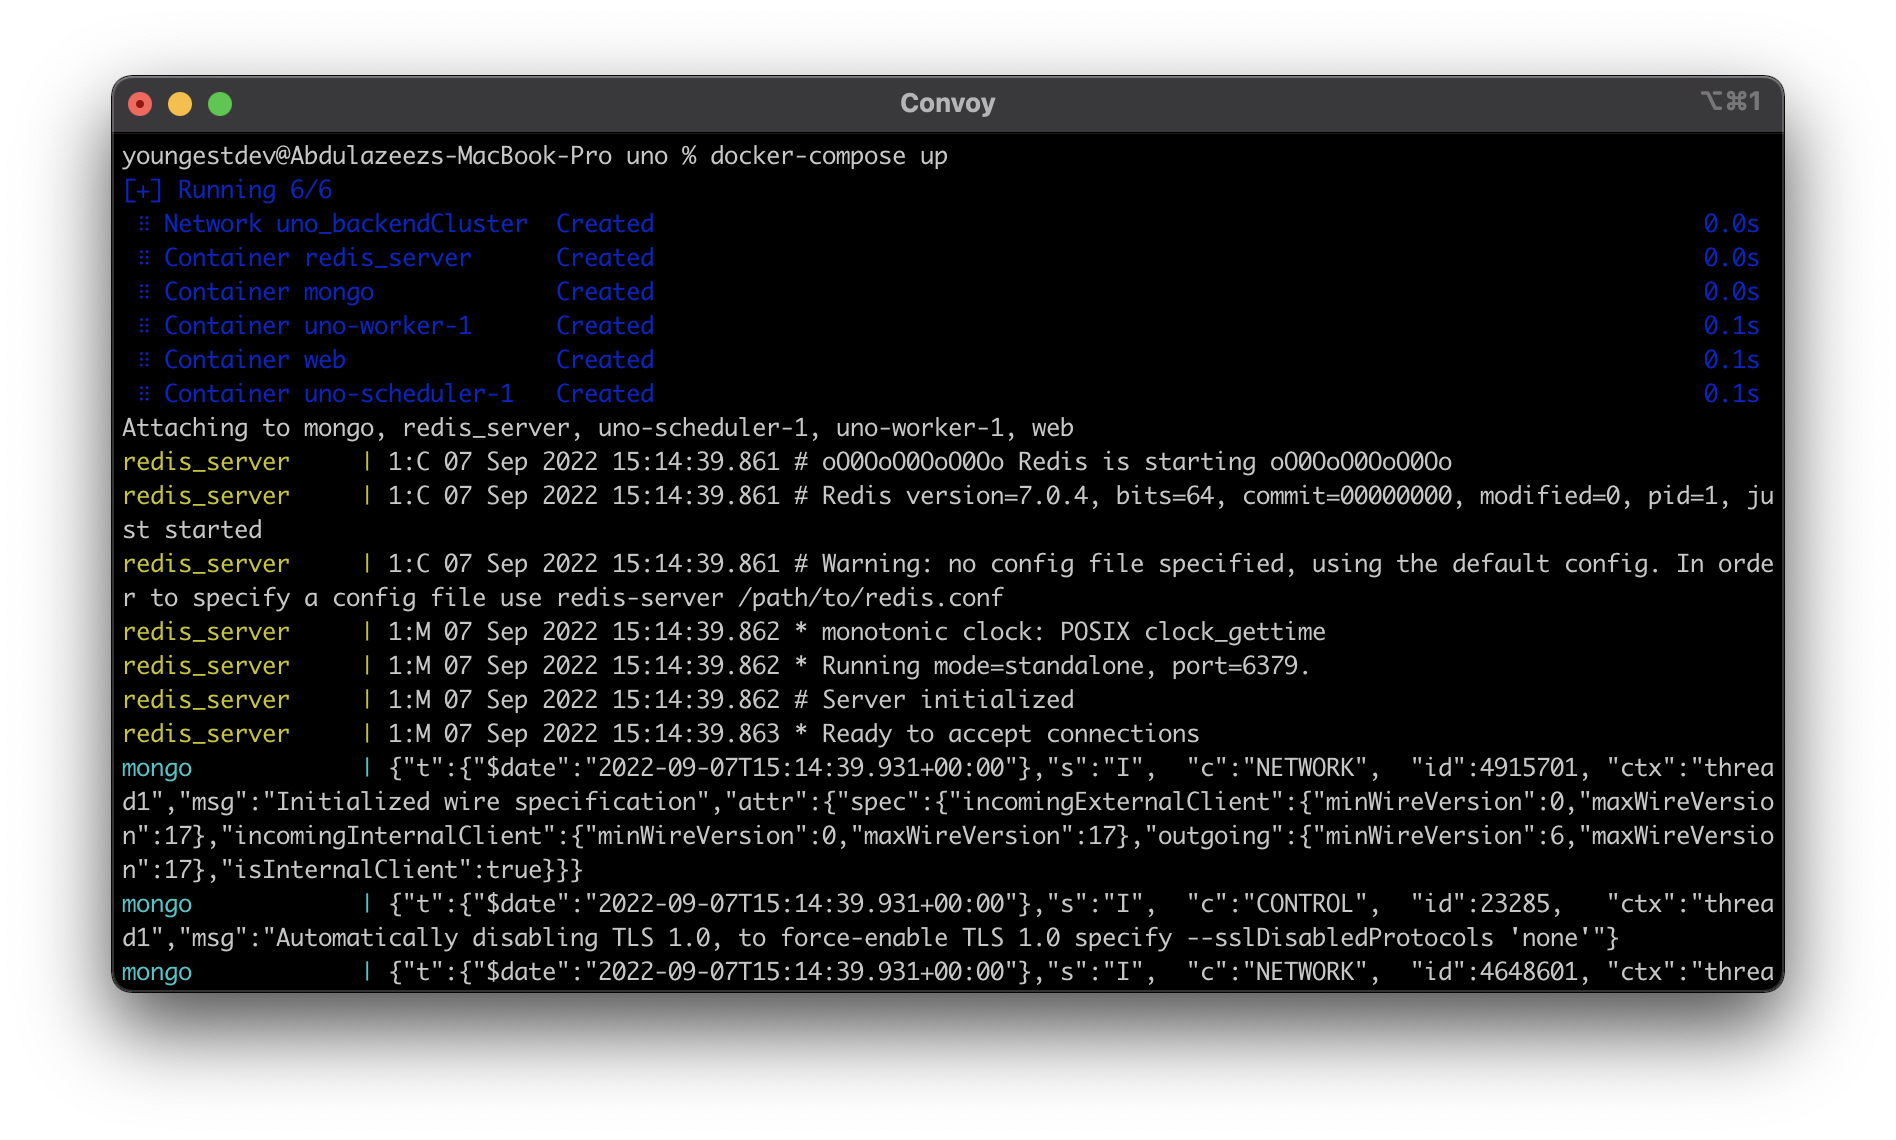 Convoy ⌥⌘1
youngestdev@Abdulazeezs-MacBook-Pro uno % docker-compose up
[+] Running 6/6
⠿ Network uno_backendCluster  Created 0.0s
⠿ Container redis_server      Created 0.0s
⠿ Container mongo             Created 0.0s
⠿ Container uno-worker-1      Created 0.1s
⠿ Container web               Created 0.1s
⠿ Container uno-scheduler-1   Created 0.1s
Attaching to mongo, redis_server, uno-scheduler-1, uno-worker-1, web
redis_server     | 1:C 07 Sep 2022 15:14:39.861 # oO0OoO0OoO0Oo Redis is starting oO0OoO0OoO0Oo
redis_server     | 1:C 07 Sep 2022 15:14:39.861 # Redis version=7.0.4, bits=64, commit=00000000, modified=0, pid=1, ju
st started
redis_server     | 1:C 07 Sep 2022 15:14:39.861 # Warning: no config file specified, using the default config. In orde
r to specify a config file use redis-server /path/to/redis.conf
redis_server     | 1:M 07 Sep 2022 15:14:39.862 * monotonic clock: POSIX clock_gettime
redis_server     | 1:M 07 Sep 2022 15:14:39.862 * Running mode=standalone, port=6379.
redis_server     | 1:M 07 Sep 2022 15:14:39.862 # Server initialized
redis_server     | 1:M 07 Sep 2022 15:14:39.863 * Ready to accept connections
mongo            | {"t":{"$date":"2022-09-07T15:14:39.931+00:00"},"s":"I",  "c":"NETWORK",  "id":4915701, "ctx":"threa
d1","msg":"Initialized wire specification","attr":{"spec":{"incomingExternalClient":{"minWireVersion":0,"maxWireVersio
n":17},"incomingInternalClient":{"minWireVersion":0,"maxWireVersion":17},"outgoing":{"minWireVersion":6,"maxWireVersio
n":17},"isInternalClient":true}}}
mongo            | {"t":{"$date":"2022-09-07T15:14:39.931+00:00"},"s":"I",  "c":"CONTROL",  "id":23285,   "ctx":"threa
d1","msg":"Automatically disabling TLS 1.0, to force-enable TLS 1.0 specify --sslDisabledProtocols 'none'"}
mongo            | {"t":{"$date":"2022-09-07T15:14:39.931+00:00"},"s":"I",  "c":"NETWORK",  "id":4648601, "ctx":"threa